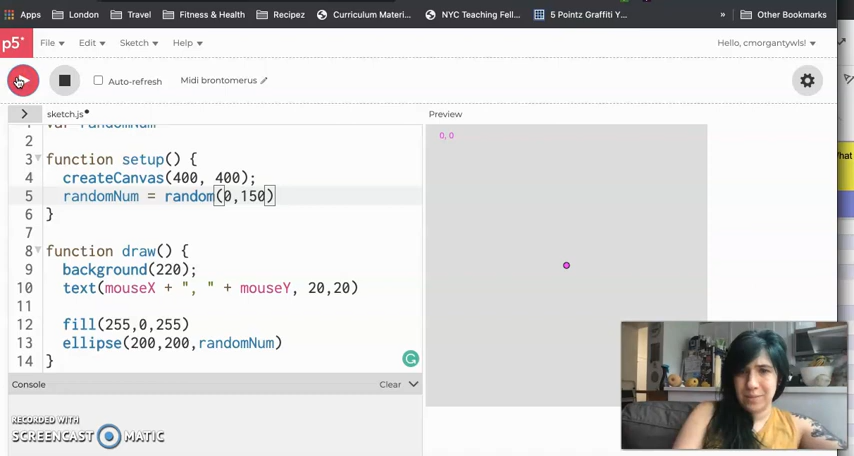 Apps London Travel Fitness & Health Recipez Curriculum Materi... NYC Teaching Fell... 5 Pointz Graffiti Y... » Other Bookmarks
p5* File Edit Sketch Help Hello, cmorgantywls!
Auto-refresh Midi brontomerus
sketch.js Preview
1 var randomNum
2
3 function setup() {
4 createCanvas(400, 400);
5 randomNum = random(0,150)
6 }
7
8 function draw() {
9 background(220);
10 text(mouseX + ", " + mouseY, 20,20)
11
12 fill(255,0,255)
13 ellipse(200,200,randomNum)
14 }
0, 0
Console Clear
RECORDED WITH
SCREENCAST MATIC
what